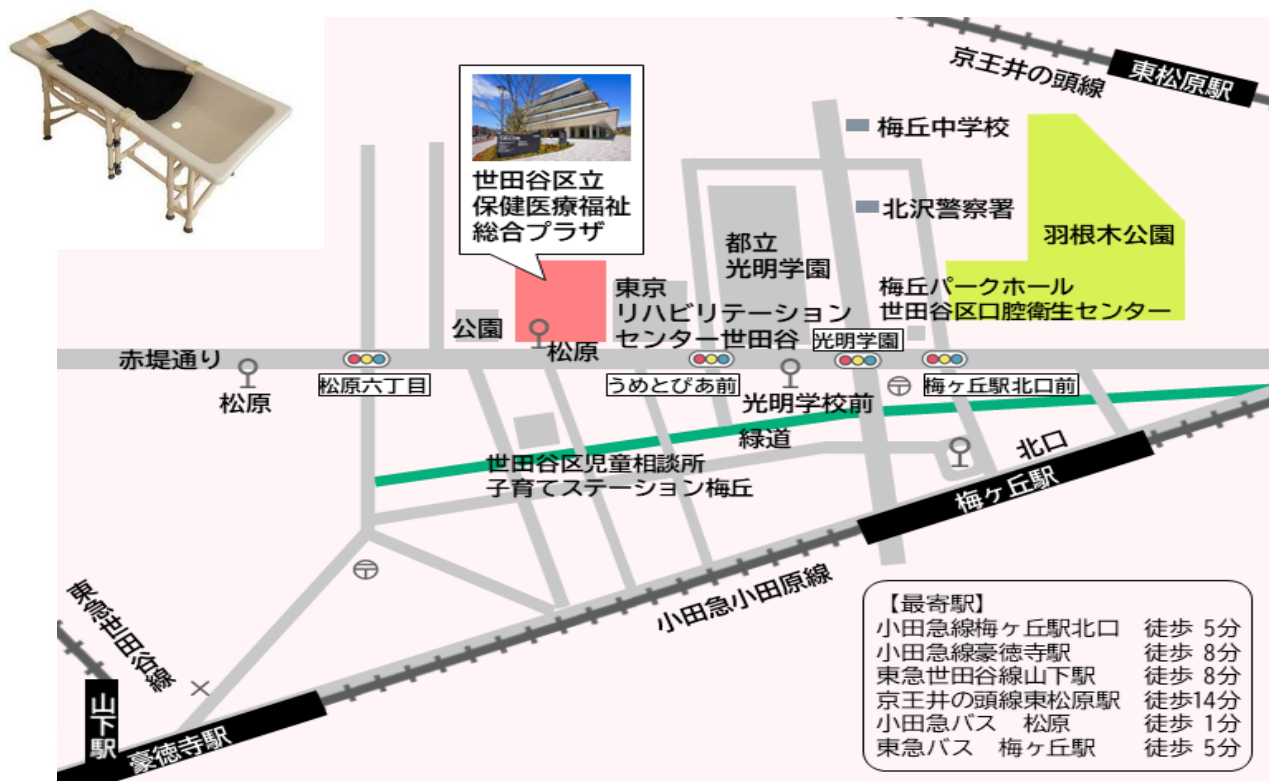 京王井の頭線
東松原駅
梅丘中学校
世田谷区立
保健医療福祉
総合プラザ
北沢警察署
都立
光明学園
羽根木公園
東京
リハビリテーション
センター世田谷
梅丘パークホール
世田谷区口腔衛生センター
公園
松原
光明学園
赤堤通り
松原
松原六丁目
うめとぴあ前
光明学校前
梅ヶ丘駅北口前
緑道
北口
世田谷区児童相談所
子育てステーション梅丘
梅ヶ丘駅
小田急小田原線
東急世田谷線
山下駅
豪徳寺駅
【最寄駅】
小田急線梅ヶ丘駅北口 徒歩 5分
小田急線豪徳寺駅 徒歩 8分
東急世田谷線山下駅 徒歩 8分
京王井の頭線東松原駅 徒歩14分
小田急バス 松原 徒歩 1分
東急バス 梅ヶ丘駅 徒歩 5分